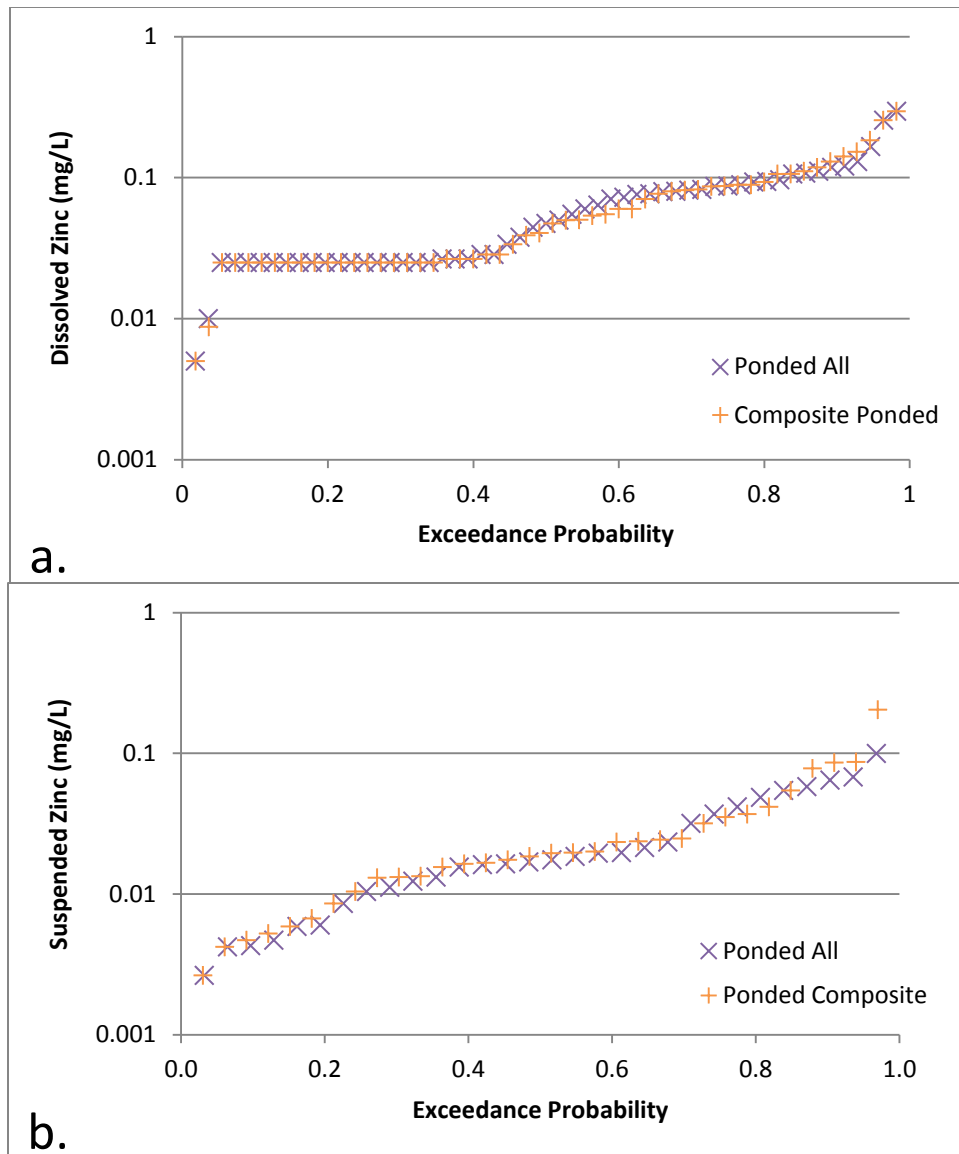 1
0.1
0.01
0.001
Dissolved Zinc (mg/L)
Ponded All
Composite Ponded
0 0.2 0.4 0.6 0.8 1
Exceedance Probability
a.
1
0.1
0.01
0.001
Suspended Zinc (mg/L)
Ponded All
Ponded Composite
0.0 0.2 0.4 0.6 0.8 1.0
Exceedance Probability
b.